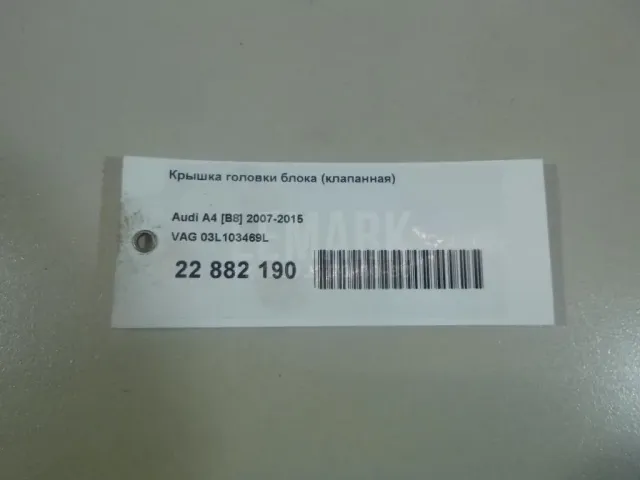 Крышка головки блока (клапанная)
Audi A4 [B8] 2007-2015
VAG 03L103469L
22 882 190